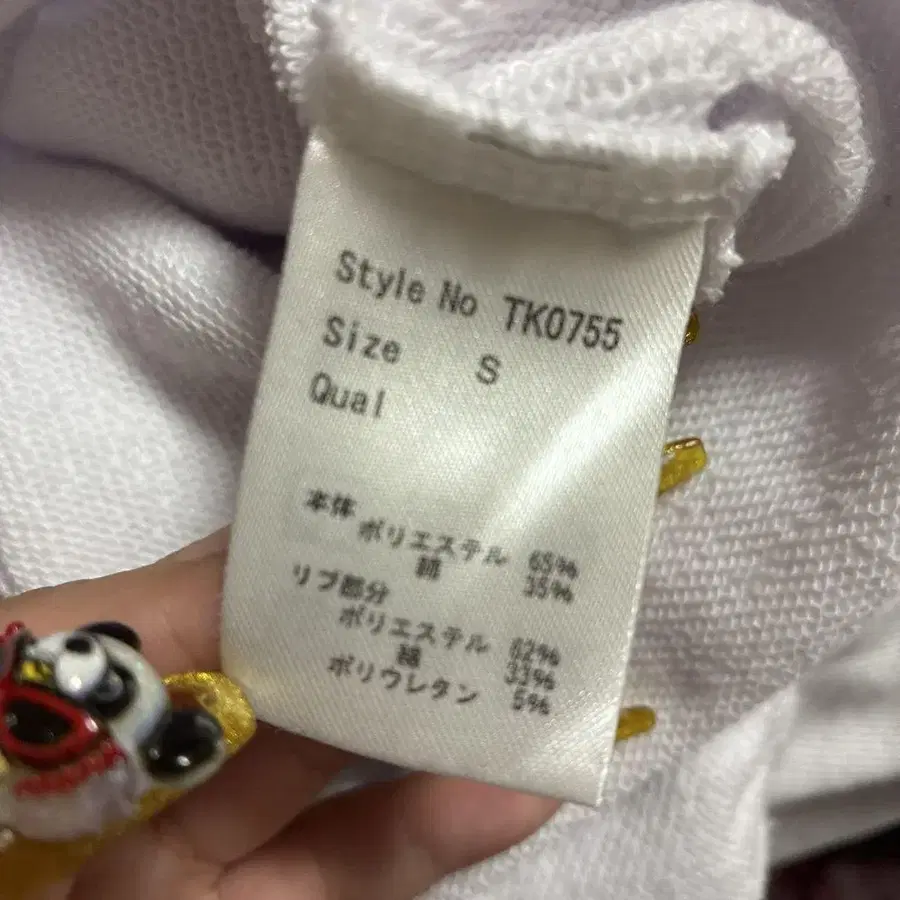 Style No TK0755
Size S
Qual
本体
ポリエステル 65%
綿 35%
リブ部分
ポリエステル 62%
綿 33%
ポリウレタン 5%